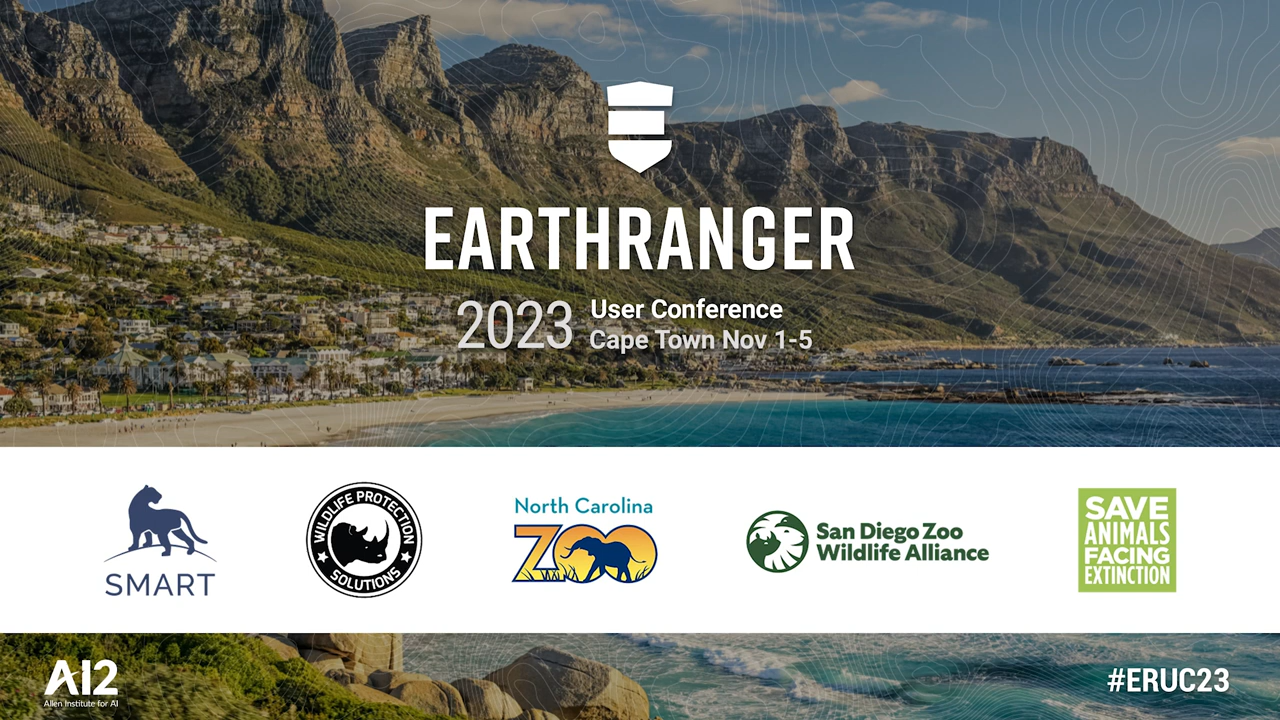 EARTHRANGER
2023
User Conference
Cape Town Nov 1-5
SMART
WILDLIFE PROTECTION
SOLUTIONS
North Carolina
ZOO
San Diego Zoo
Wildlife Alliance
SAVE
ANIMALS
FACING
EXTINCTION
AI2
Allen Institute for AI
#ERUC23